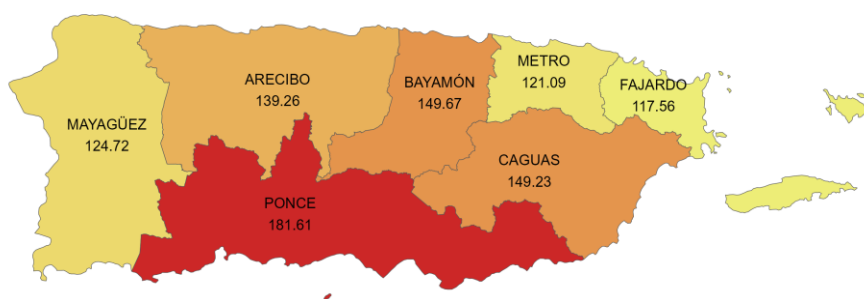 METRO
121.09
ARECIBO
139.26
BAYAMÓN
149.67
FAJARDO
117.56
MAYAGÜEZ
124.72
CAGUAS
149.23
PONCE
181.61